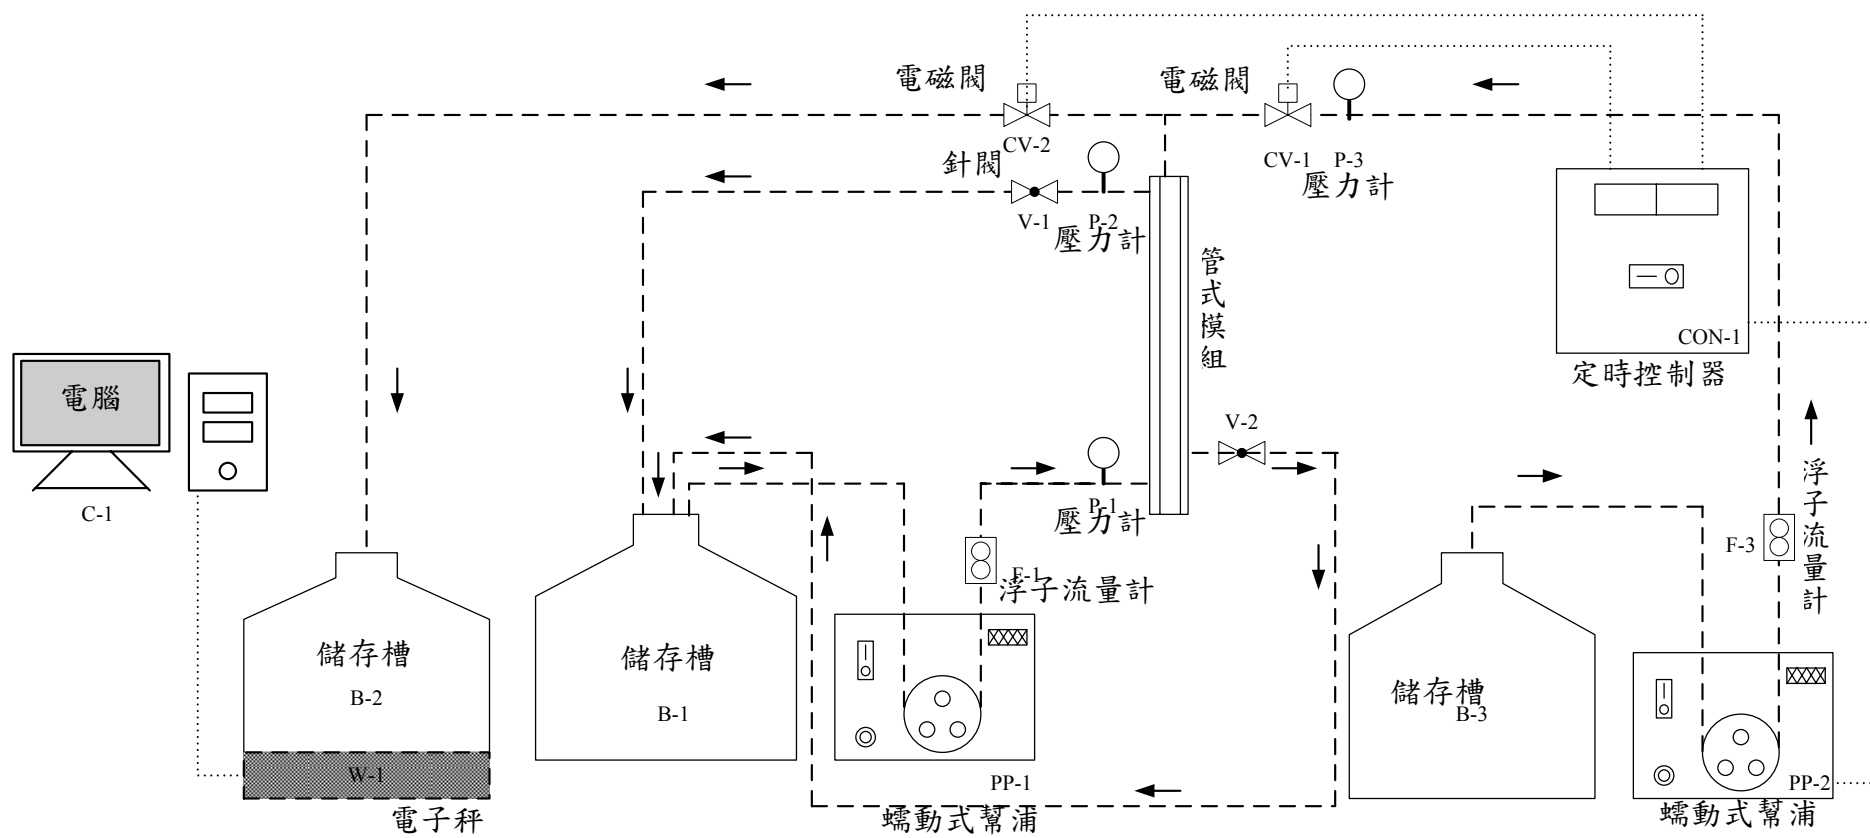 電磁閥
電磁閥
CV-2
CV-1
P-3
壓力計
針閥
V-1
P-2
壓力計
管式模組
CON-1
定時控制器
電腦
C-1
V-2
P-1
壓力計
F-1
浮子流量計
F-3
浮子流量計
儲存槽
B-2
儲存槽
B-1
儲存槽
B-3
W-1
電子秤
PP-1
蠕動式幫浦
PP-2
蠕動式幫浦